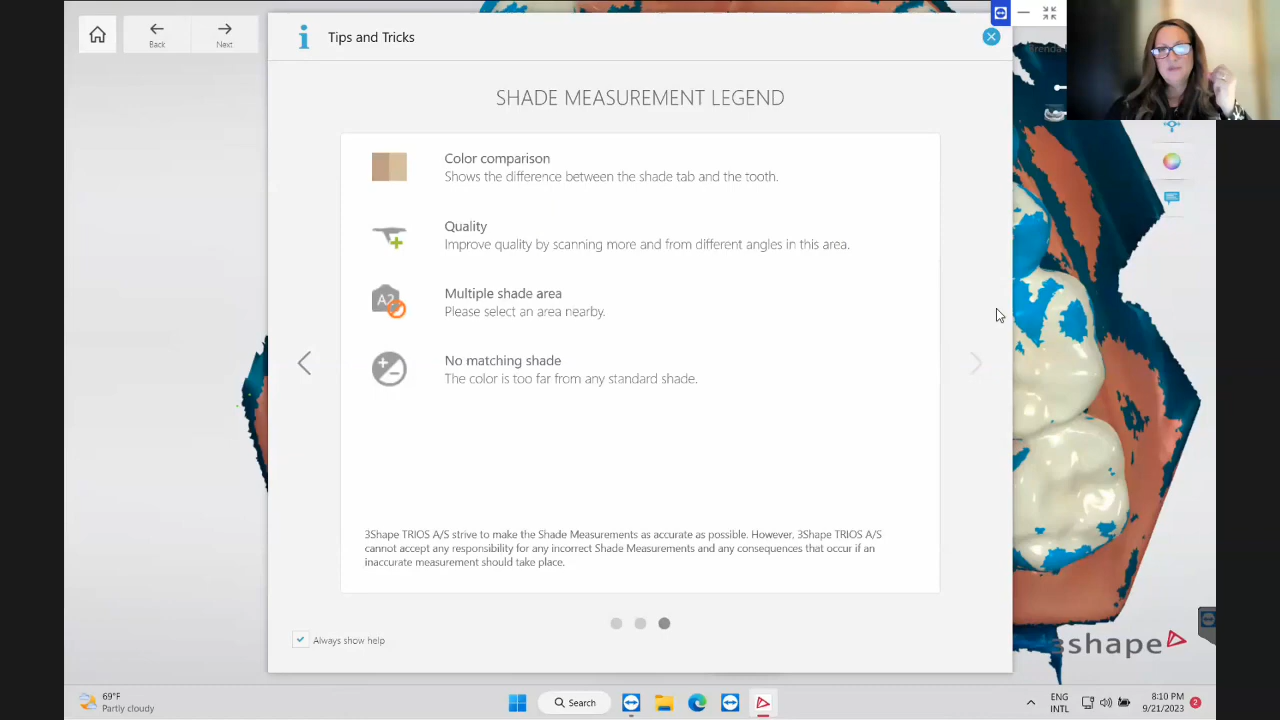 Back
Next
Tips and Tricks
Brenda
SHADE MEASUREMENT LEGEND
Color comparison
Shows the difference between the shade tab and the tooth.
Quality
Improve quality by scanning more and from different angles in this area.
A2
Multiple shade area
Please select an area nearby.
No matching shade
The color is too far from any standard shade.
3Shape TRIOS A/S strive to make the Shade Measurements as accurate as possible. However, 3Shape TRIOS A/S
cannot accept any responsibility for any incorrect Shade Measurements and any consequences that occur if an
inaccurate measurement should take place.
Always show help
3shape
69°F
Partly cloudy
Search
ENG
INTL
8:10 PM
9/21/2023
2